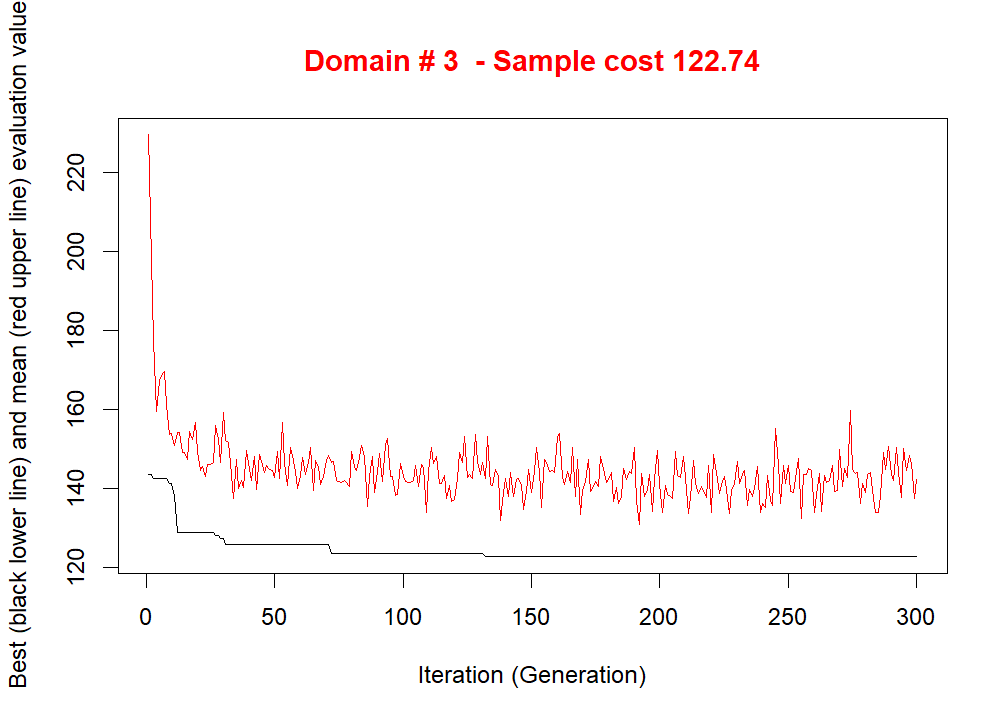 Domain # 3  - Sample cost 122.74
Best (black lower line) and mean (red upper line) evaluation value
220
200
180
160
140
120
0 50 100 150 200 250 300
Iteration (Generation)